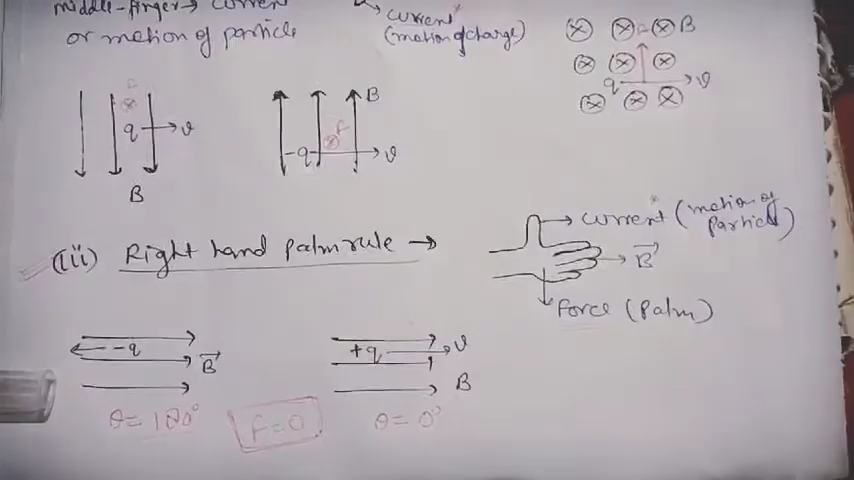 middle-finger → current
or motion of particle
current
(motion of charge)
B
F
q v
F
q v
B
B
F
-q v
(iii) Right hand palm rule →
current (motion of particle)
B
Force (palm)
-q
B
θ = 180°
F = 0
+q v
B
θ = 0°